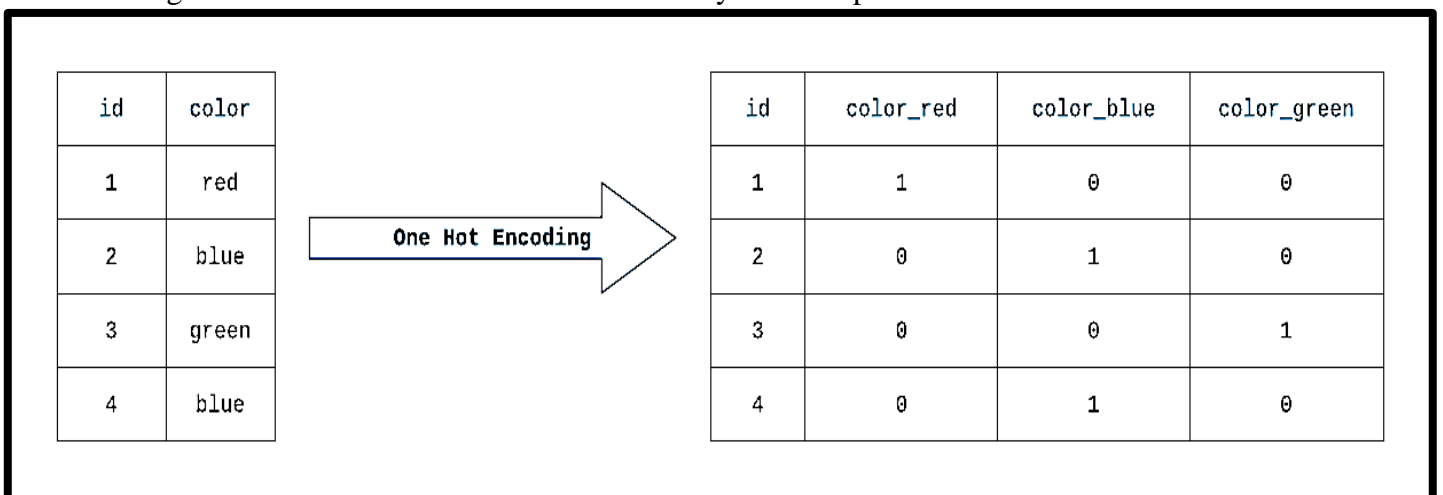 id color
1 red
2 blue
3 green
4 blue
One Hot Encoding
id color_red color_blue color_green
1 1 0 0
2 0 1 0
3 0 0 1
4 0 1 0